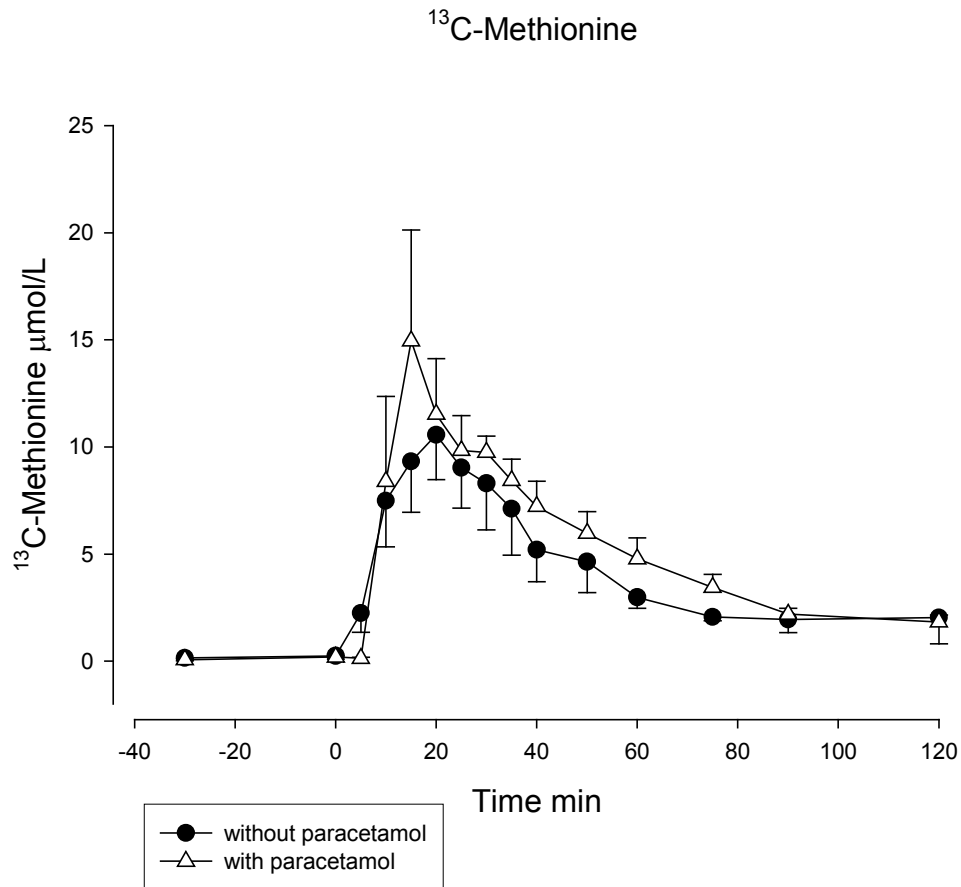 ¹³C-Methionine
25
20
15
10
5
0
¹³C-Methionine μmol/L
-40 -20 0 20 40 60 80 100 120
Time min
without paracetamol
with paracetamol